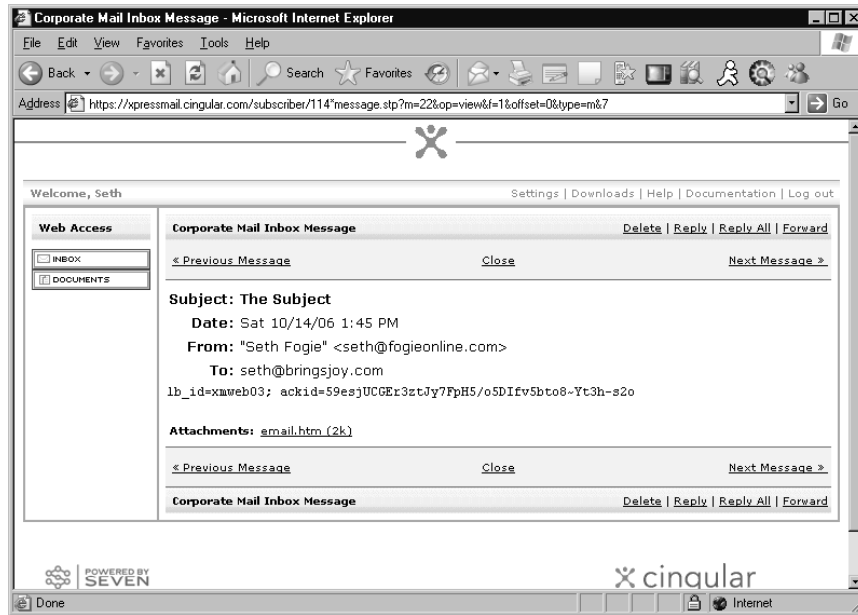 Corporate Mail Inbox Message - Microsoft Internet Explorer
File Edit View Favorites Tools Help
Back Search Favorites
Address https://xpressmail.cingular.com/subscriber/114*message.stp?m=22&op=view&f=1&offset=0&type=m&7 Go
Welcome, Seth Settings | Downloads | Help | Documentation | Log out
Web Access
INBOX
DOCUMENTS
Corporate Mail Inbox Message Delete | Reply | Reply All | Forward
« Previous Message Close Next Message »
Subject: The Subject
Date: Sat 10/14/06 1:45 PM
From: "Seth Fogie" <seth@fogieonline.com>
To: seth@bringsjoy.com
lb_id=xmweb03; ackid=59esjUCGEr3ztJy7FpH5/o5DIfv5bto8~Yt3h-s2o
Attachments: email.htm (2k)
« Previous Message Close Next Message »
Corporate Mail Inbox Message Delete | Reply | Reply All | Forward
POWERED BY
SEVEN
cingular
Done Internet